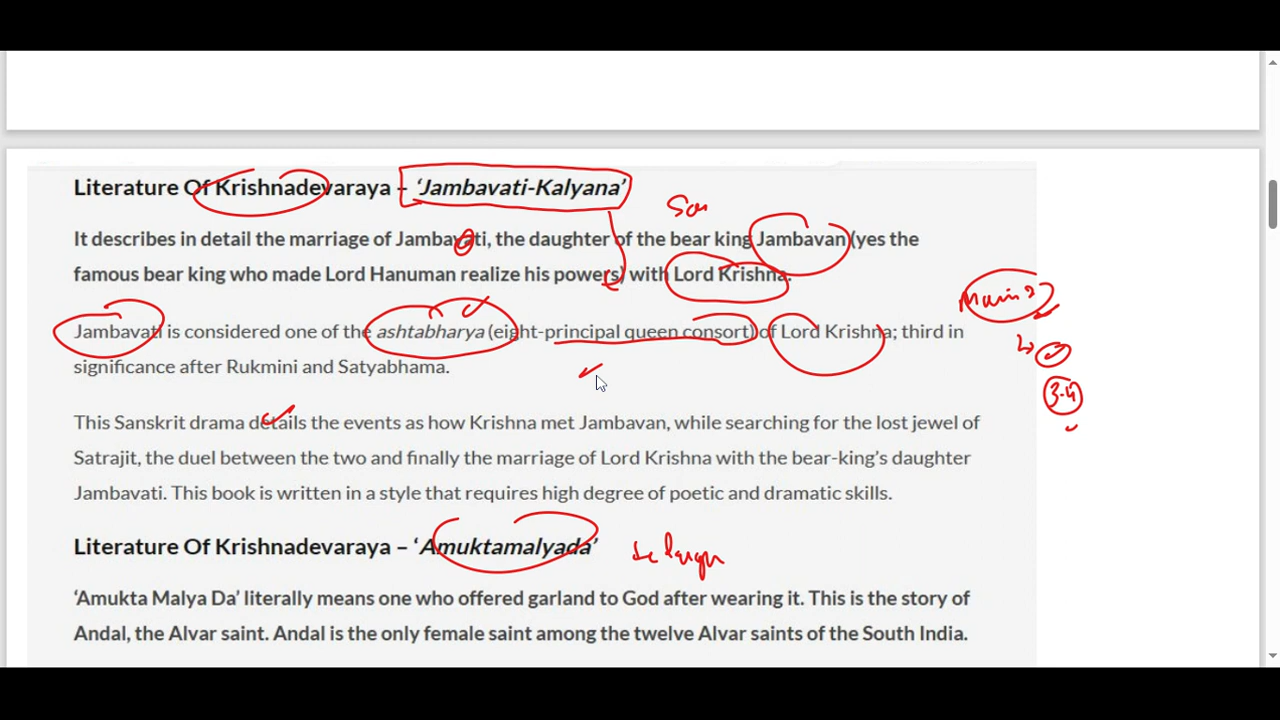 Literature Of Krishnadevaraya – ‘Jambavati-Kalyana’
San
It describes in detail the marriage of Jambavati, the daughter of the bear king Jambavan (yes the
famous bear king who made Lord Hanuman realize his powers) with Lord Krishna.
Mains
Jambavati is considered one of the ashtabharya (eight-principal queen consort) of Lord Krishna; third in
significance after Rukmini and Satyabhama.
3-4
This Sanskrit drama details the events as how Krishna met Jambavan, while searching for the lost jewel of
Satrajit, the duel between the two and finally the marriage of Lord Krishna with the bear-king’s daughter
Jambavati. This book is written in a style that requires high degree of poetic and dramatic skills.
Literature Of Krishnadevaraya – ‘Amuktamalyada’
‘Amukta Malya Da’ literally means one who offered garland to God after wearing it. This is the story of
Andal, the Alvar saint. Andal is the only female saint among the twelve Alvar saints of the South India.